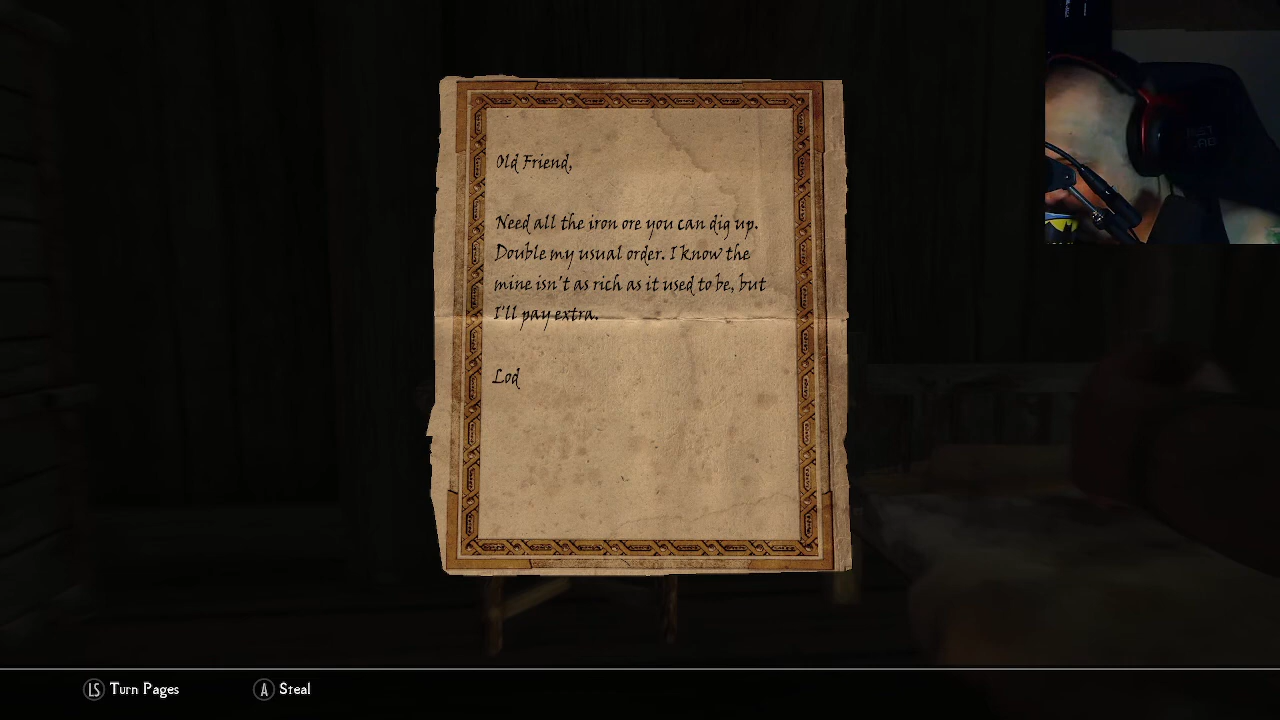 Old Friend,
Need all the iron ore you can dig up.
Double my usual order. I know the
mine isn't as rich as it used to be, but
I'll pay extra.
Lod
LS Turn Pages
A Steal